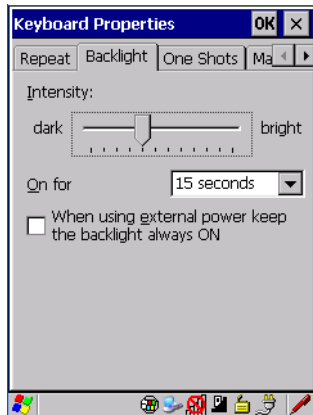 Keyboard Properties OK
Repeat Backlight One Shots Ma
Intensity:
dark bright
On for 15 seconds
When using external power keep
the backlight always ON